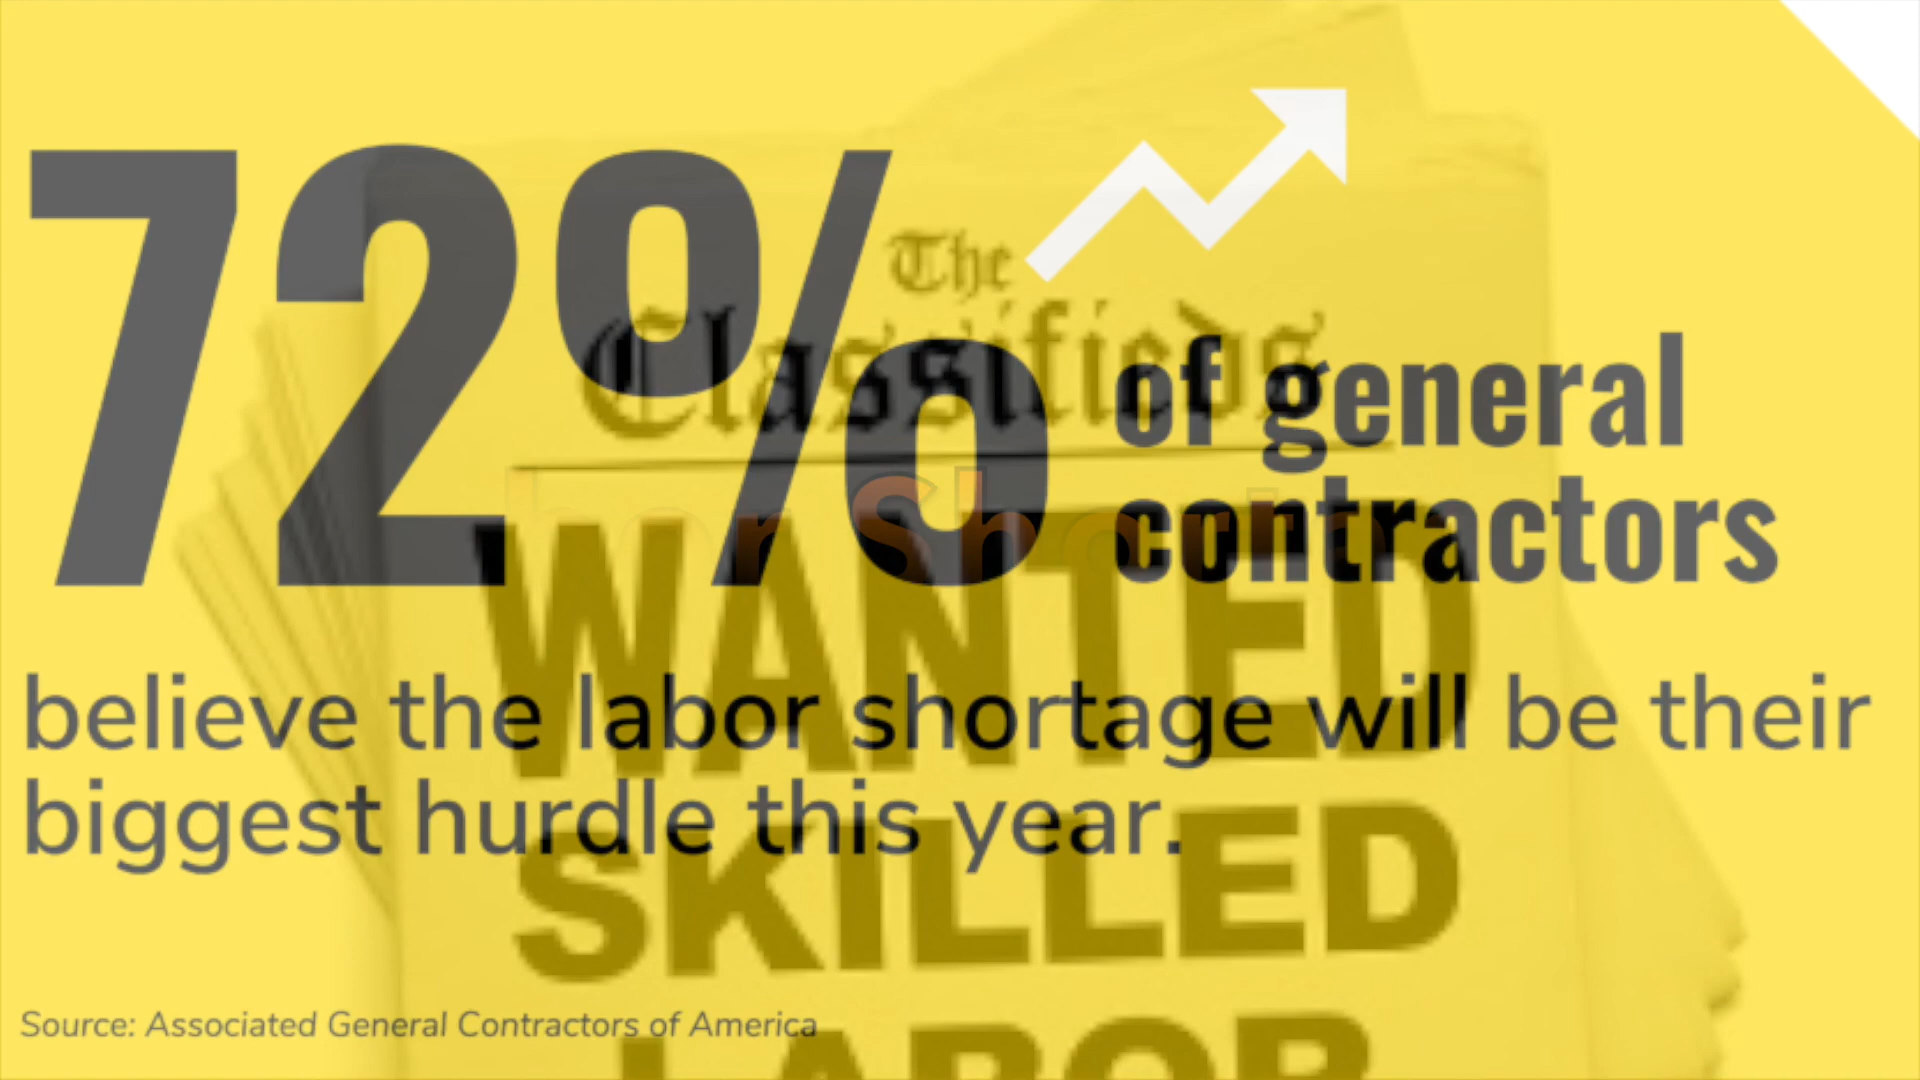 72% of general
contractors
believe the labor shortage will be their
biggest hurdle this year.
Source: Associated General Contractors of America
The
Classifieds
WANTED
SKILLED
LABOR